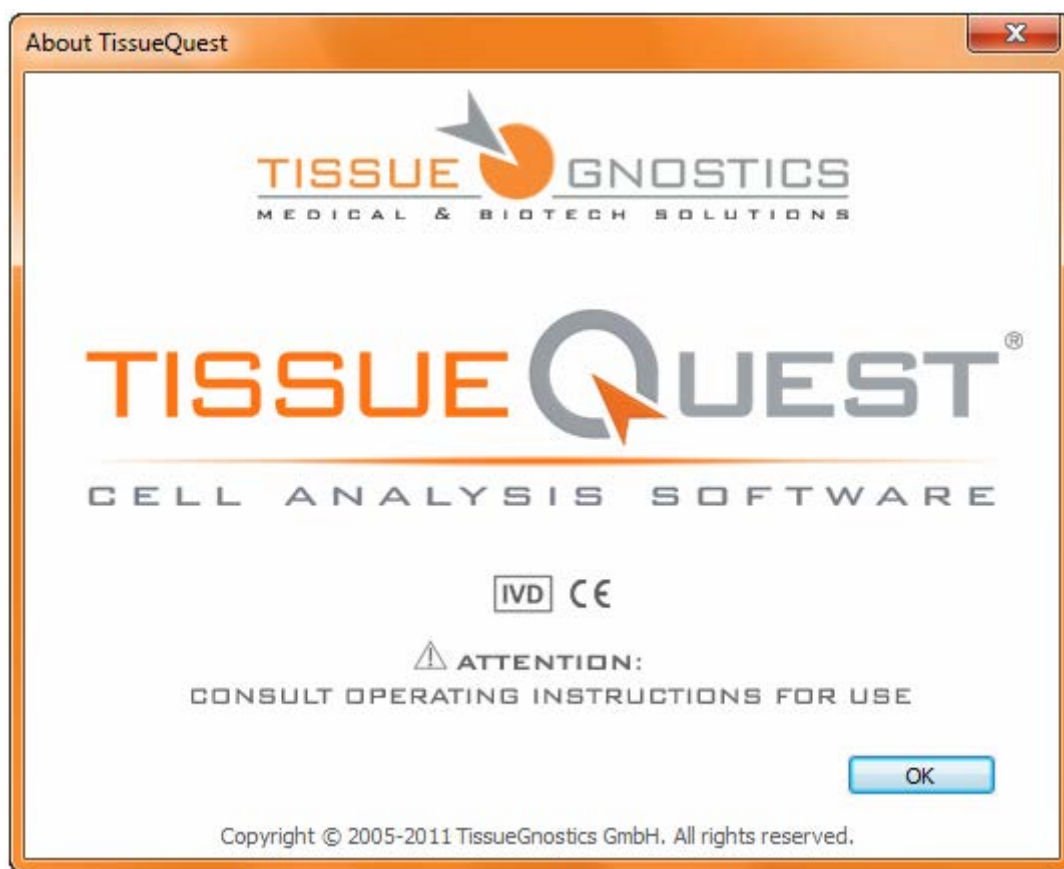 About TissueQuest
TISSUE GNOSTICS
MEDICAL & BIOTECH SOLUTIONS
TISSUEQUEST®
CELL ANALYSIS SOFTWARE
IVD CE
ATTENTION:
CONSULT OPERATING INSTRUCTIONS FOR USE
OK
Copyright © 2005-2011 TissueGnostics GmbH. All rights reserved.